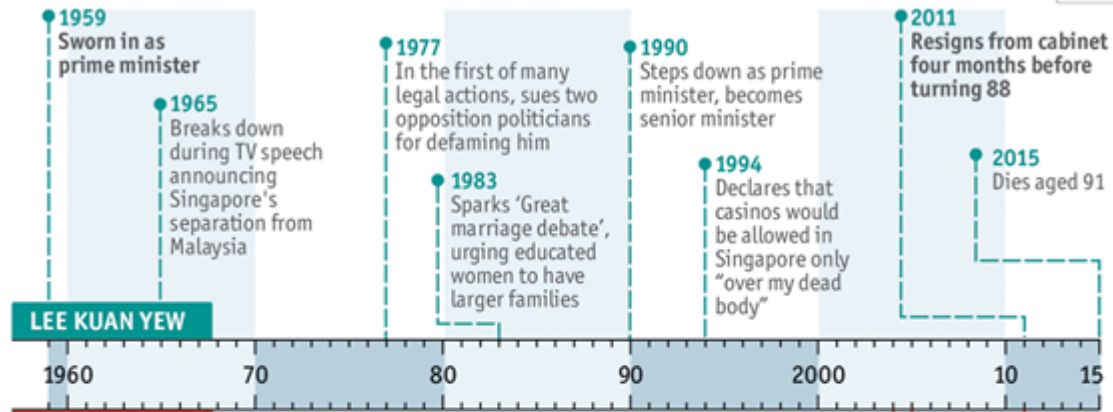 1959
Sworn in as
prime minister
1965
Breaks down
during TV speech
announcing
Singapore's
separation from
Malaysia
1977
In the first of many
legal actions, sues two
opposition politicians
for defaming him
1983
Sparks ‘Great
marriage debate’,
urging educated
women to have
larger families
1990
Steps down as prime
minister, becomes
senior minister
1994
Declares that
casinos would
be allowed in
Singapore only
“over my dead
body”
2011
Resigns from cabinet
four months before
turning 88
2015
Dies aged 91
LEE KUAN YEW
1960 70 80 90 2000 10 15